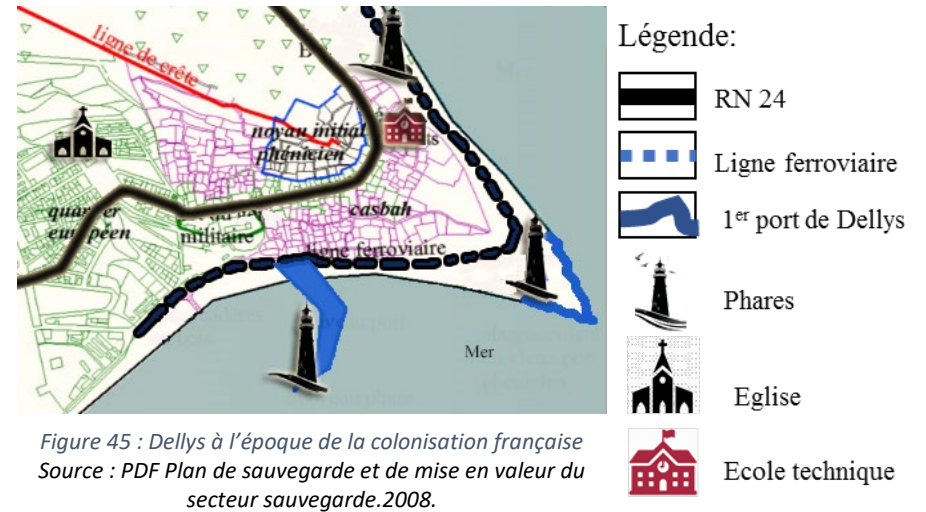 ligne de crête
noyau initial
phénicien
casbah
européen
militaire
ligne ferroviaire
Mer
Légende:
RN 24
Ligne ferroviaire
1er port de Dellys
Phares
Eglise
Ecole technique
Figure 45 : Dellys à l'époque de la colonisation française
Source : PDF Plan de sauvegarde et de mise en valeur du
secteur sauvegarde.2008.